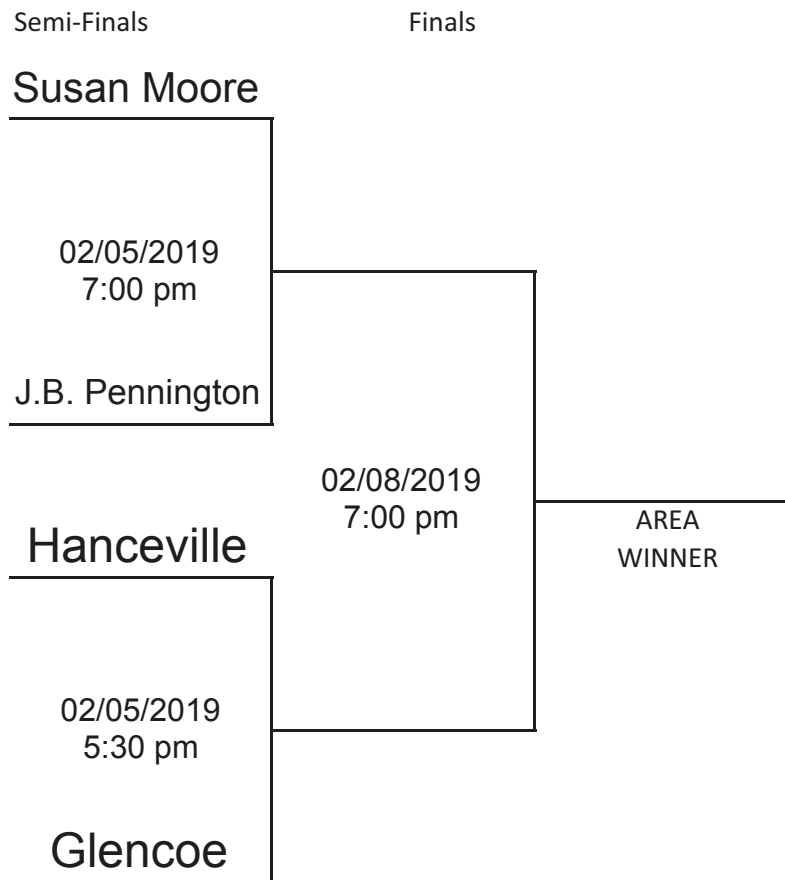 Semi-Finals
Finals
Susan Moore
02/05/2019
7:00 pm
J.B. Pennington
02/08/2019
7:00 pm
AREA
WINNER
Hanceville
02/05/2019
5:30 pm
Glencoe